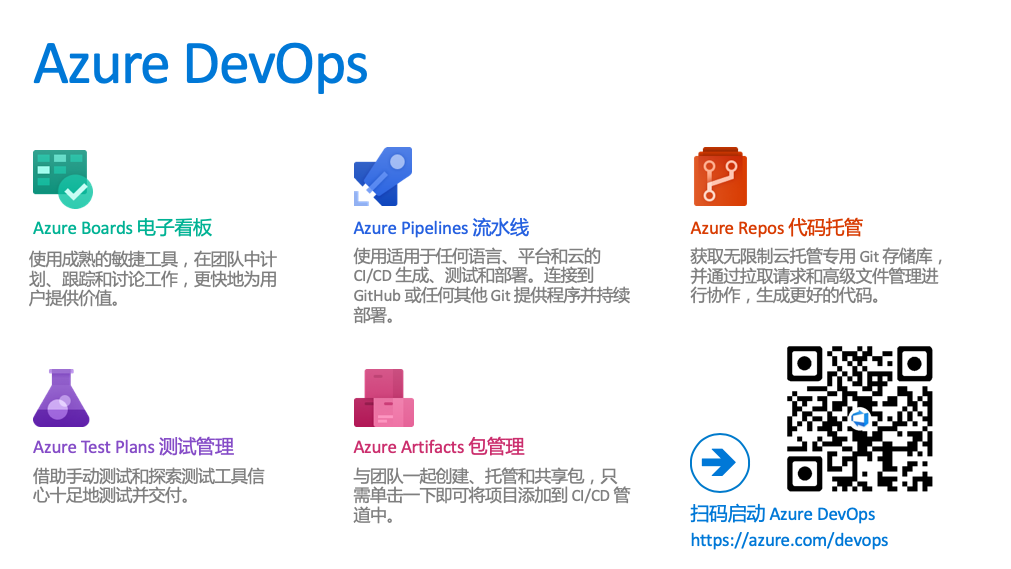 Azure DevOps
Azure Boards 电子看板
使用成熟的敏捷工具，在团队中计
划、跟踪和讨论工作，更快地为用
户提供价值。
Azure Pipelines 流水线
使用适用于任何语言、平台和云的
CI/CD 生成、测试和部署。连接到
GitHub 或任何其他 Git 提供程序并持续
部署。
Azure Repos 代码托管
获取无限制云托管专用 Git 存储库，
并通过拉取请求和高级文件管理进
行协作，生成更好的代码。
Azure Test Plans 测试管理
借助手动测试和探索测试工具信
心十足地测试并交付。
Azure Artifacts 包管理
与团队一起创建、托管和共享包，只
需单击一下即可将项目添加到 CI/CD 管
道中。
扫码启动 Azure DevOps
https://azure.com/devops